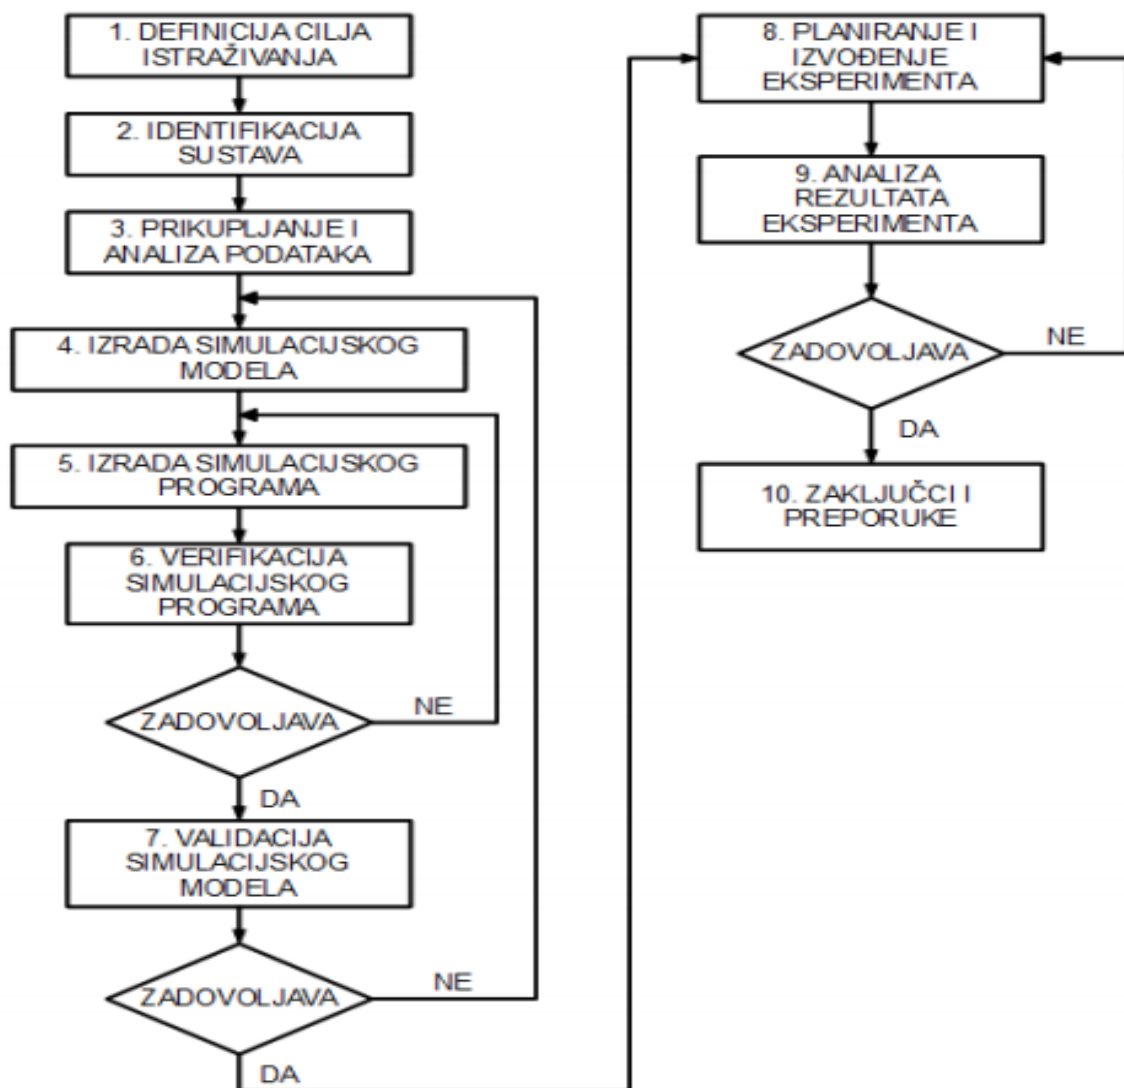 1. DEFINICIJA CILJA
ISTRAŽIVANJA
2. IDENTIFIKACIJA
SUSTAVA
3. PRIKUPLJANJE I
ANALIZA PODATAKA
4. IZRADA SIMULACIJSKOG
MODELA
5. IZRADA SIMULACIJSKOG
PROGRAMA
6. VERIFIKACIJA
SIMULACIJSKOG
PROGRAMA
ZADOVOLJAVA
NE
DA
7. VALIDACIJA
SIMULACIJSKOG
MODELA
ZADOVOLJAVA
NE
DA
8. PLANIRANJE I
IZVOĐENJE
EKSPERIMENTA
9. ANALIZA
REZULTATA
EKSPERIMENTA
ZADOVOLJAVA
NE
DA
10. ZAKLJUČCI I
PREPORUKE